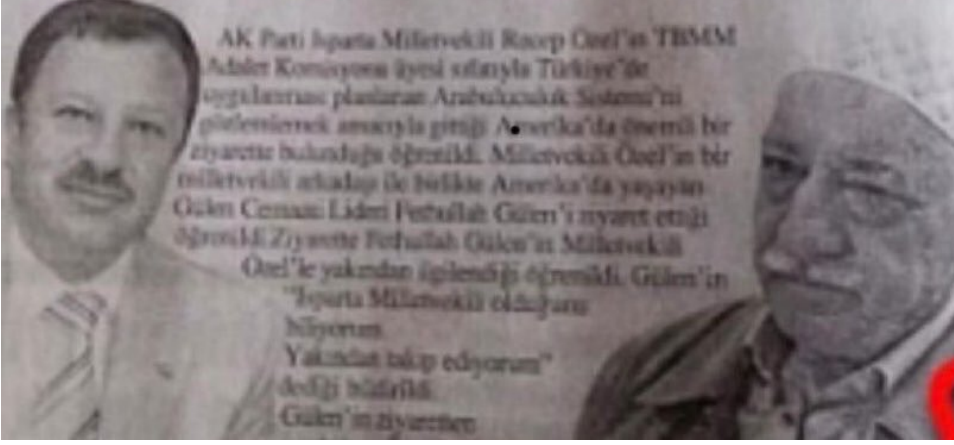 AK Parti Isparta Milletvekili Recep Özel'in TBMM
Adalet Komisyonu üyesi sıfatıyla Türkiye'de
uygulanması planlanan Arabuluculuk Sistemi'ni
gözlemlemek amacıyla gittiği Amerika'da önemli bir
ziyarette bulunduğu öğrenildi. Milletvekili Özel'in bir
milletvekili arkadaşı ile birlikte Amerika'da yaşayan
Gülen Cemaati Lideri Fethullah Gülen'i ziyaret ettiği
öğrenildi.Ziyarette Fethullah Gülen'in Milletvekili
Özel'le yakından ilgilendiği öğrenildi. Gülen'in
"Isparta Milletvekili olduğunu
biliyorum.
Yakından takip ediyorum"
dediği bildirildi.
Gülen'in ziyaretten